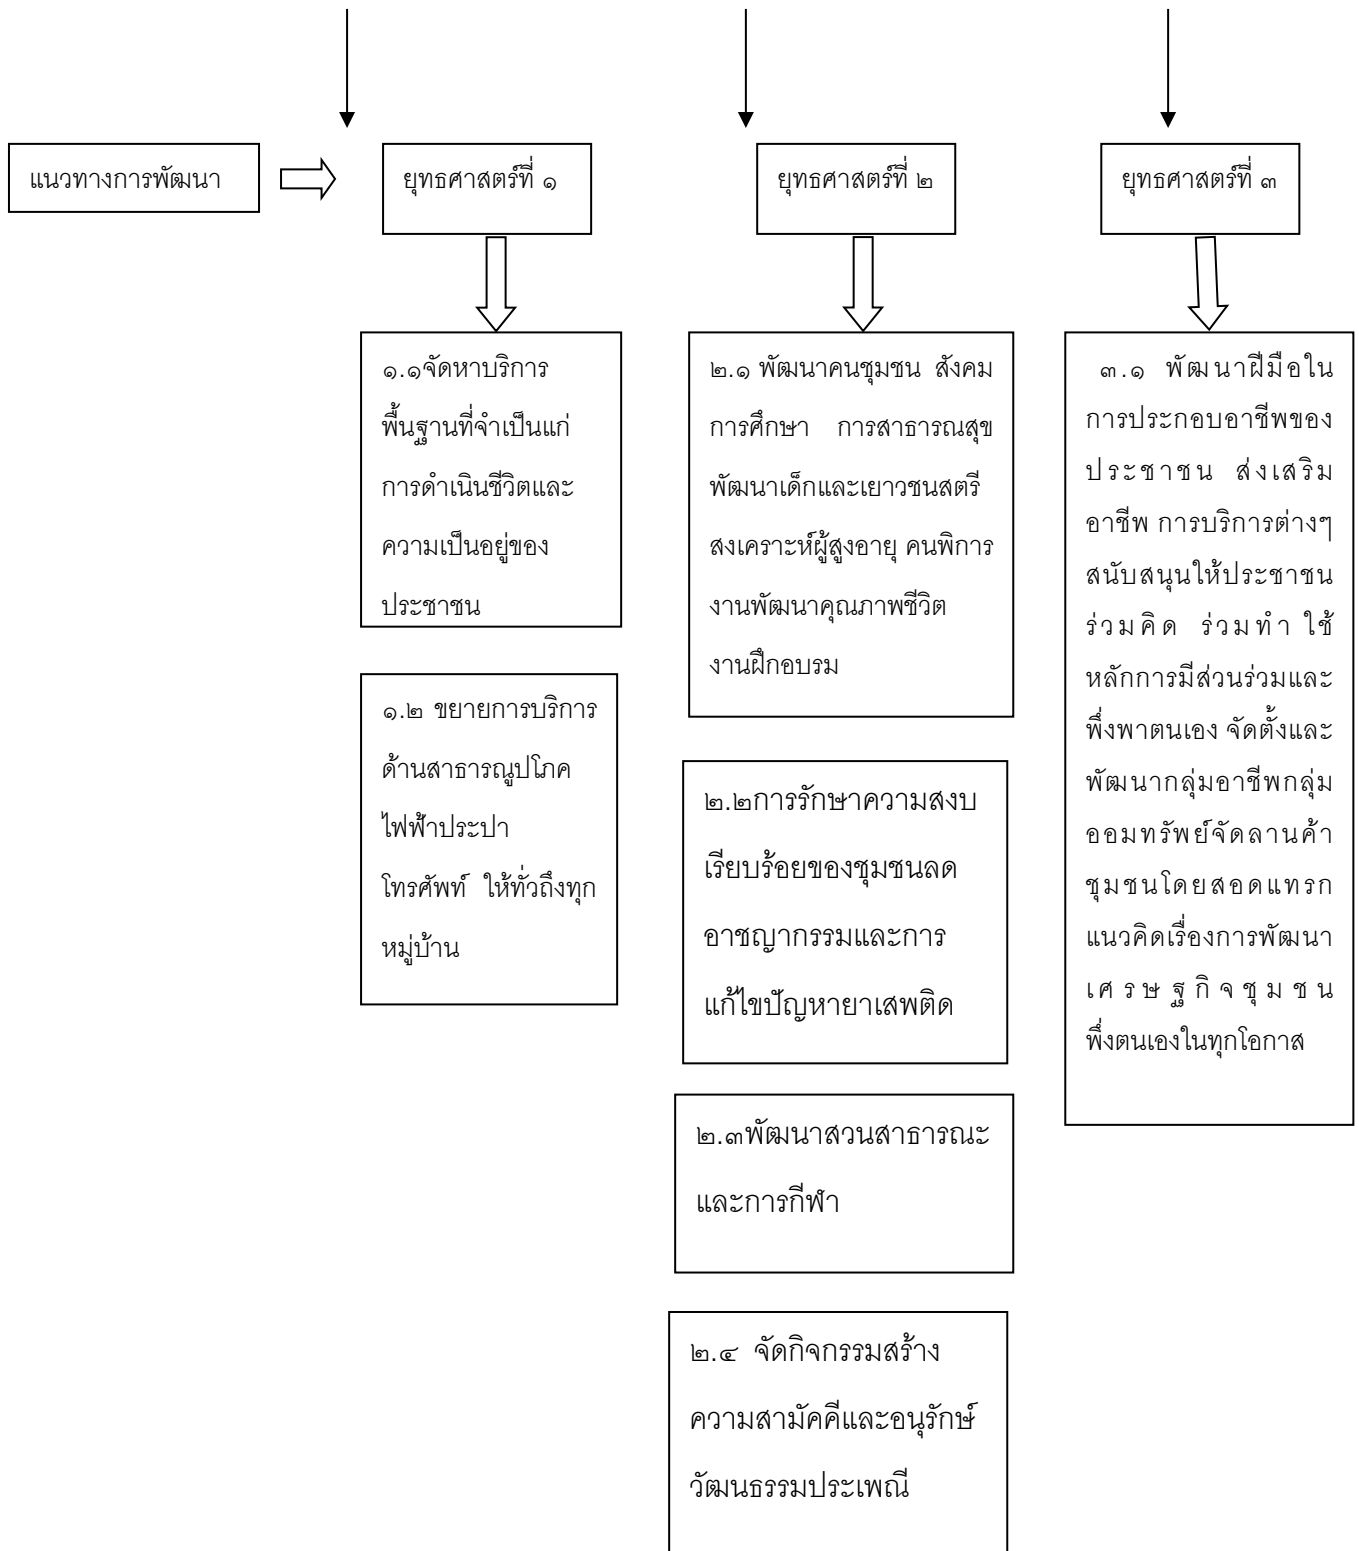 แนวทางการพัฒนา
ยุทธศาสตร์ที่ ๑
ยุทธศาสตร์ที่ ๒
ยุทธศาสตร์ที่ ๓
๑.๑จัดหาบริการ
พื้นฐานที่จำเป็นแก่
การดำเนินชีวิตและ
ความเป็นอยู่ของ
ประชาชน
๑.๒ ขยายการบริการ
ด้านสาธารณูปโภค
ไฟฟ้าประปา
โทรศัพท์ ให้ทั่วถึงทุก
หมู่บ้าน
๒.๑ พัฒนาคนชุมชน สังคม
การศึกษา การสาธารณสุข
พัฒนาเด็กและเยาวชนสตรี
สงเคราะห์ผู้สูงอายุ คนพิการ
งานพัฒนาคุณภาพชีวิต
งานฝึกอบรม
๒.๒การรักษาความสงบ
เรียบร้อยของชุมชนลด
อาชญากรรมและการ
แก้ไขปัญหายาเสพติด
๒.๓พัฒนาสวนสาธารณะ
และการกีฬา
๒.๔ จัดกิจกรรมสร้าง
ความสามัคคีและอนุรักษ์
วัฒนธรรมประเพณี
๓.๑ พัฒนาฝีมือใน
การประกอบอาชีพของ
ประชาชน ส่งเสริม
อาชีพ การบริการต่างๆ
สนับสนุนให้ประชาชน
ร่วมคิด ร่วมทำ ใช้
หลักการมีส่วนร่วมและ
พึ่งพาตนเอง จัดตั้งและ
พัฒนากลุ่มอาชีพกลุ่ม
ออมทรัพย์จัดลานค้า
ชุมชนโดยสอดแทรก
แนวคิดเรื่องการพัฒนา
เศรษฐกิจชุมชน
พึ่งตนเองในทุกโอกาส